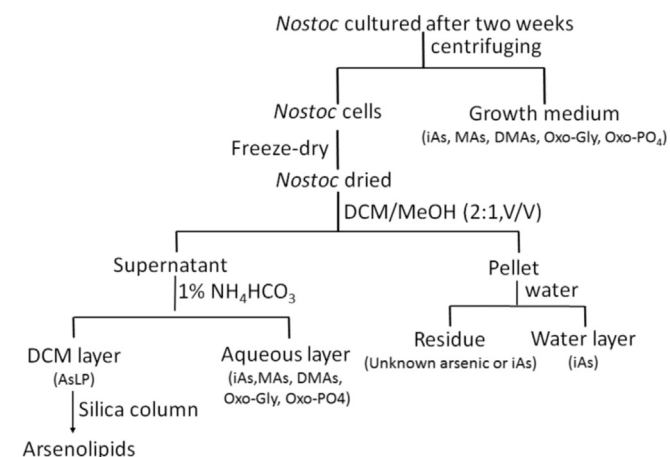 Nostoc cultured after two weeks
centrifuging
Nostoc cells
Growth medium
(iAs, MAs, DMAs, Oxo-Gly, Oxo-PO₄)
Freeze-dry
Nostoc dried
DCM/MeOH (2:1,V/V)
Supernatant
Pellet
1% NH₄HCO₃
water
DCM layer
(AsLP)
Aqueous layer
(iAs,MAs, DMAs,
Oxo-Gly, Oxo-PO4)
Residue
(Unknown arsenic or iAs)
Water layer
(iAs)
Silica column
Arsenolipids